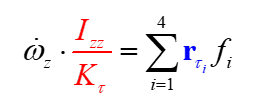 ω̇_z · I_zz / K_τ = ∑_{i=1}^{4} r_{τ_i} f_i